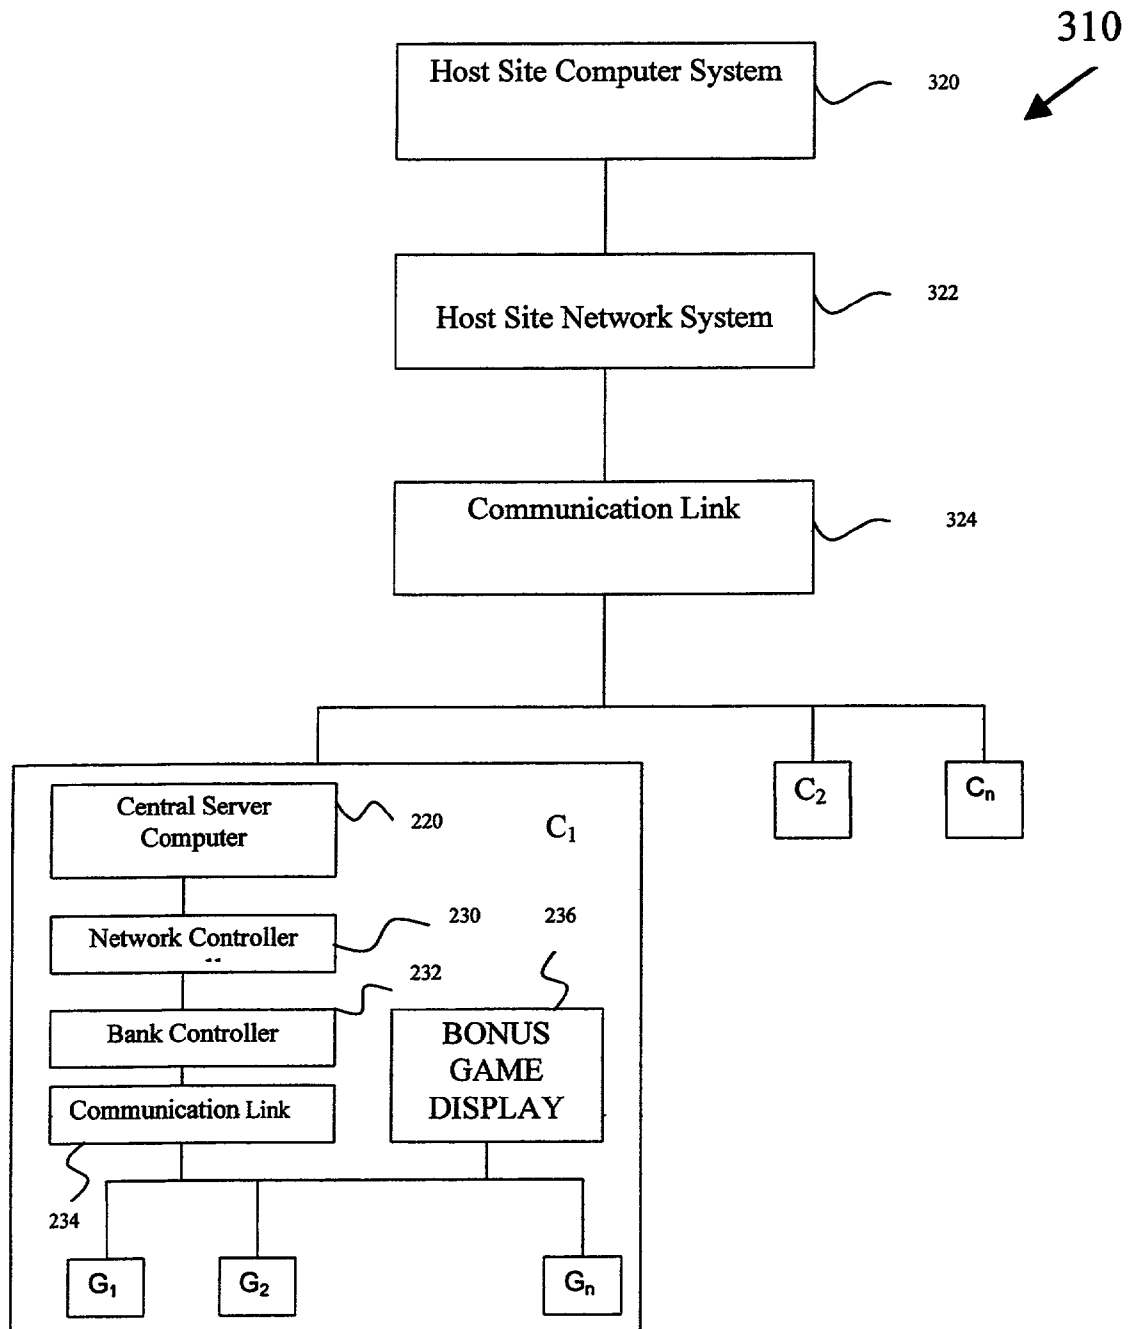 310
Host Site Computer System
320
Host Site Network System
322
Communication Link
324
C₂
Cₙ
Central Server
Computer
220
C₁
Network Controller
230
236
232
Bank Controller
BONUS
GAME
DISPLAY
Communication Link
234
G₁
G₂
Gₙ